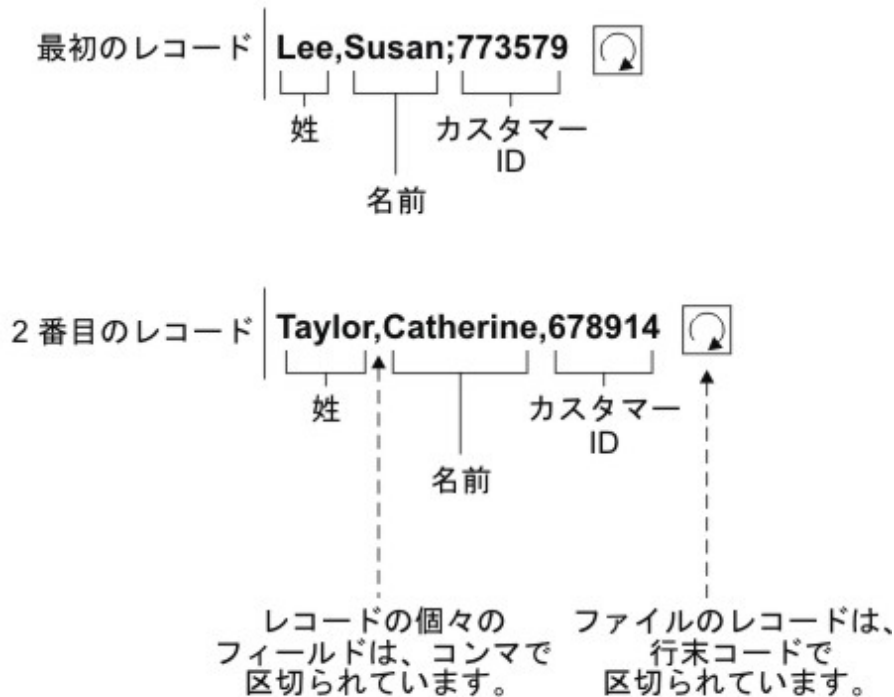 最初のレコード
Lee,Susan;773579
姓
カスタマー
ID
名前
2 番目のレコード
Taylor,Catherine,678914
姓
カスタマー
ID
名前
レコードの個々の
フィールドは、コンマで
区切られています。
ファイルのレコードは、
行末コードで
区切られています。